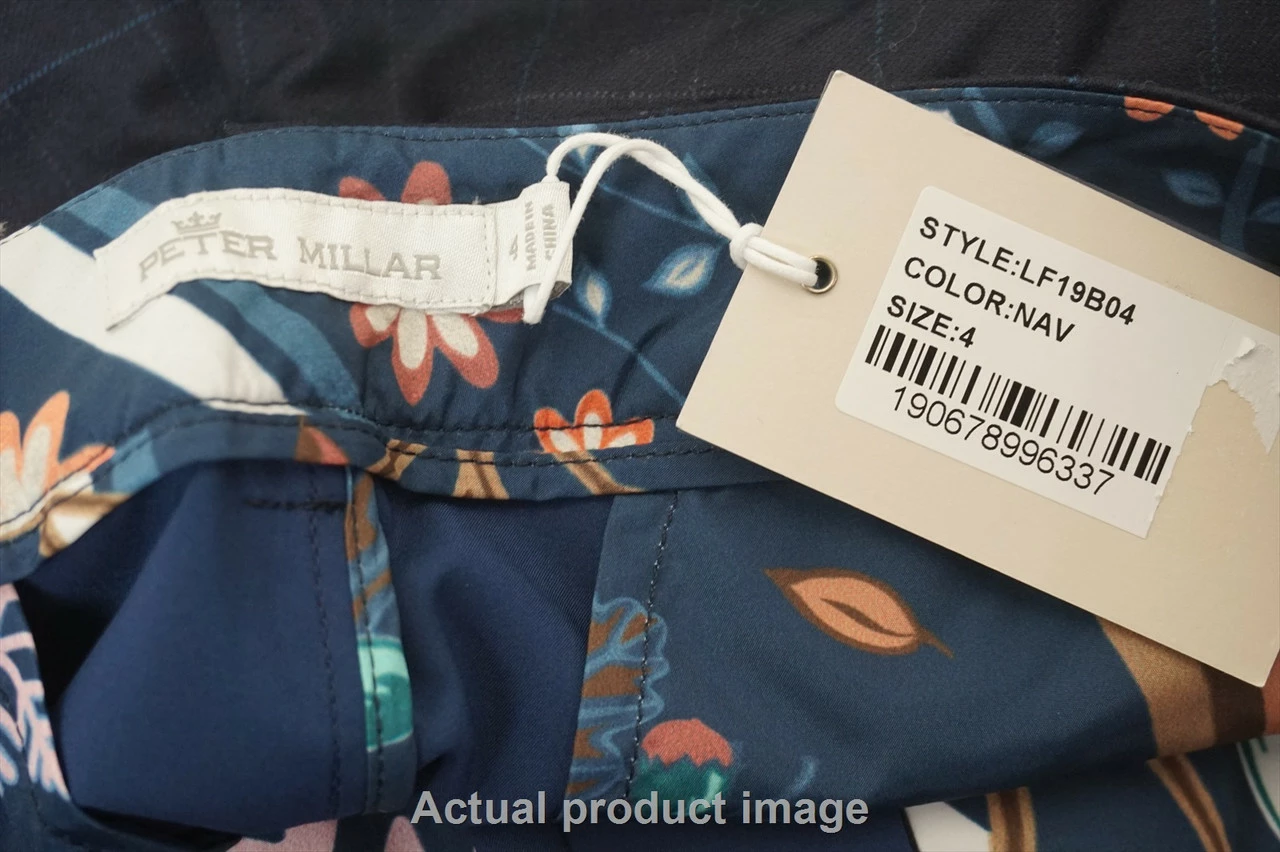 PETER MILLAR
4
MADE IN
CHINA
STYLE:LF19B04
COLOR:NAV
SIZE:4
190678996337
Actual product image